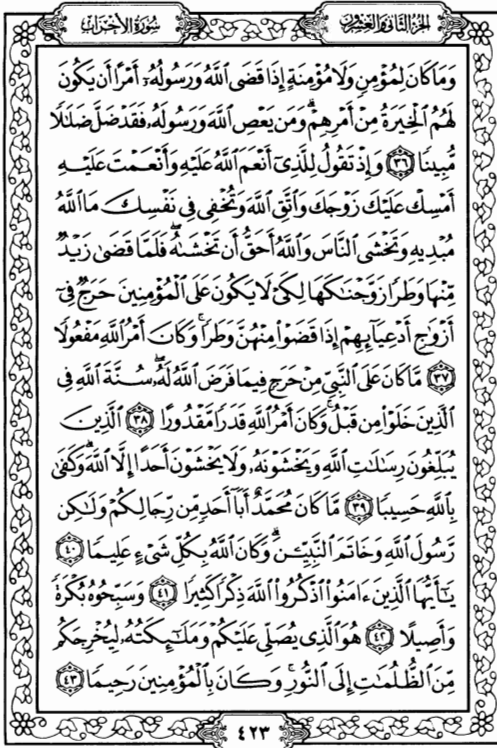 الجزء الثاني والعشرون
سورة الأحزاب
وَمَا كَانَ لِمُؤْمِنٍ وَلَا مُؤْمِنَةٍ إِذَا قَضَى ٱللَّهُ وَرَسُولُهُۥٓ أَمْرًا أَن يَكُونَ
لَهُمُ ٱلْخِيَرَةُ مِنْ أَمْرِهِمْ ۗ وَمَن يَعْصِ ٱللَّهَ وَرَسُولَهُۥ فَقَدْ ضَلَّ ضَلَٰلًا
مُّبِينًا ٣٦ وَإِذْ تَقُولُ لِلَّذِىٓ أَنْعَمَ ٱللَّهُ عَلَيْهِ وَأَنْعَمْتَ عَلَيْهِ
أَمْسِكْ عَلَيْكَ زَوْجَكَ وَٱتَّقِ ٱللَّهَ وَتُخْفِى فِى نَفْسِكَ مَا ٱللَّهُ
مُبْدِيهِ وَتَخْشَى ٱلنَّاسَ وَٱللَّهُ أَحَقُّ أَن تَخْشَىٰهُ ۖ فَلَمَّا قَضَىٰ زَيْدٌ
مِّنْهَا وَطَرًا زَوَّجْنَٰكَهَا لِكَىْ لَا يَكُونَ عَلَى ٱلْمُؤْمِنِينَ حَرَجٌ فِىٓ
أَزْوَٰجِ أَدْعِيَآئِهِمْ إِذَا قَضَوْا۟ مِنْهُنَّ وَطَرًا ۚ وَكَانَ أَمْرُ ٱللَّهِ مَفْعُولًا
٣٧ مَّا كَانَ عَلَى ٱلنَّبِىِّ مِنْ حَرَجٍ فِيمَا فَرَضَ ٱللَّهُ لَهُۥ ۖ سُنَّةَ ٱللَّهِ فِى
ٱلَّذِينَ خَلَوْا۟ مِن قَبْلُ ۚ وَكَانَ أَمْرُ ٱللَّهِ قَدَرًا مَّقْدُورًا ٣٨ ٱلَّذِينَ
يُبَلِّغُونَ رِسَٰلَٰتِ ٱللَّهِ وَيَخْشَوْنَهُۥ وَلَا يَخْشَوْنَ أَحَدًا إِلَّا ٱللَّهَ ۗ وَكَفَىٰ
بِٱللَّهِ حَسِيبًا ٣٩ مَّا كَانَ مُحَمَّدٌ أَبَآ أَحَدٍ مِّن رِّجَالِكُمْ وَلَٰكِن
رَّسُولَ ٱللَّهِ وَخَاتَمَ ٱلنَّبِيِّـۧنَ ۗ وَكَانَ ٱللَّهُ بِكُلِّ شَىْءٍ عَلِيمًا ٤٠
يَٰٓأَيُّهَا ٱلَّذِينَ ءَامَنُوا۟ ٱذْكُرُوا۟ ٱللَّهَ ذِكْرًا كَثِيرًا ٤١ وَسَبِّحُوهُ بُكْرَةً
وَأَصِيلًا ٤٢ هُوَ ٱلَّذِى يُصَلِّى عَلَيْكُمْ وَمَلَٰٓئِكَتُهُۥ لِيُخْرِجَكُم
مِّنَ ٱلظُّلُمَٰتِ إِلَى ٱلنُّورِ ۚ وَكَانَ بِٱلْمُؤْمِنِينَ رَحِيمًا ٤٣
٤٢٣